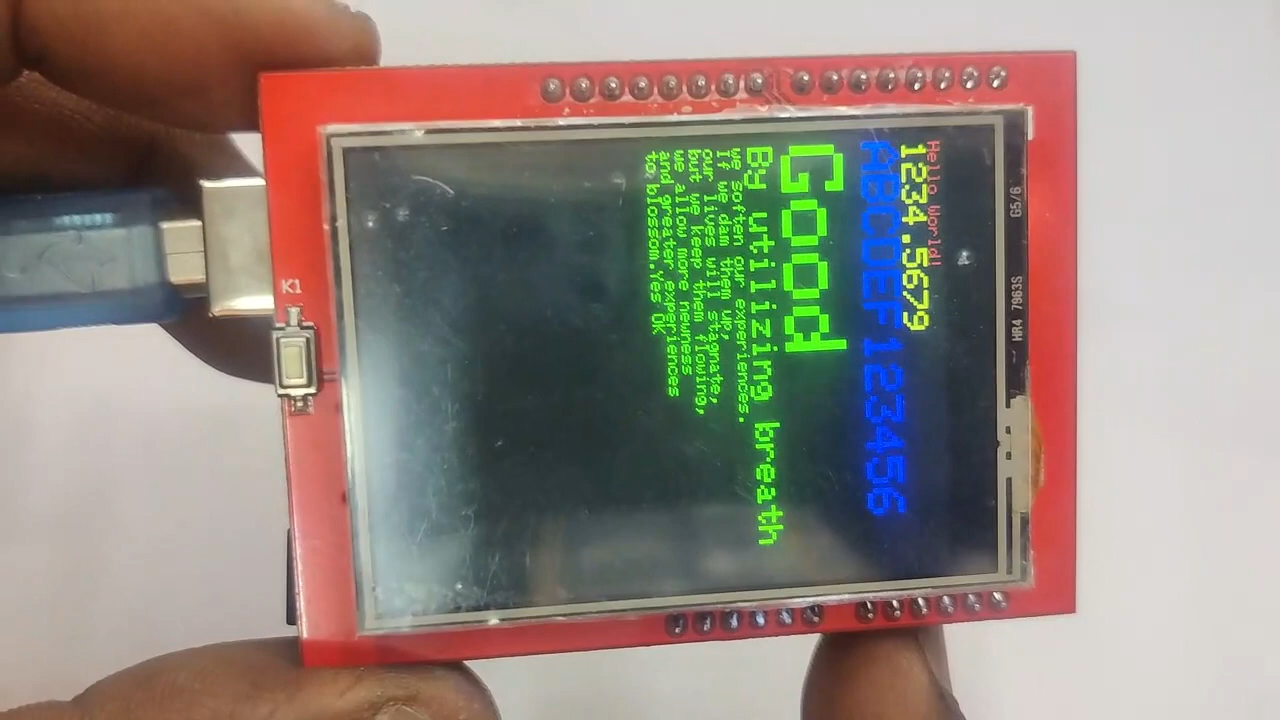 Hello World!
1234.5679
ABCDEF123456
Good
By utilizing breath
we soften our experiences.
If we dam them up,
our lives will stagnate,
but we keep them flowing,
we allow more newness
and greater experiences
to blossom.Yes OK
K1
G5/6
HR4 7963S